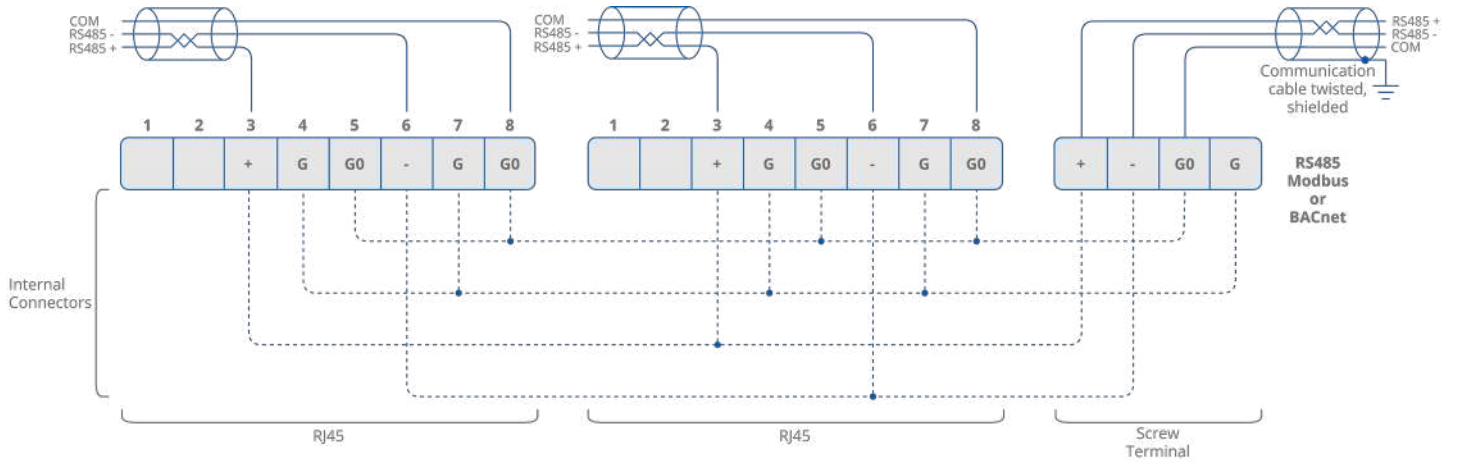 COM
RS485 -
RS485 +
COM
RS485 -
RS485 +
RS485 +
RS485 -
COM
Communication
cable twisted,
shielded
1 2 3 4 5 6 7 8
1 2 3 4 5 6 7 8
+ G G0 - G G0
+ G G0 - G G0
+ - G0 G
RS485
Modbus
or
BACnet
Internal
Connectors
RJ45
RJ45
Screw
Terminal